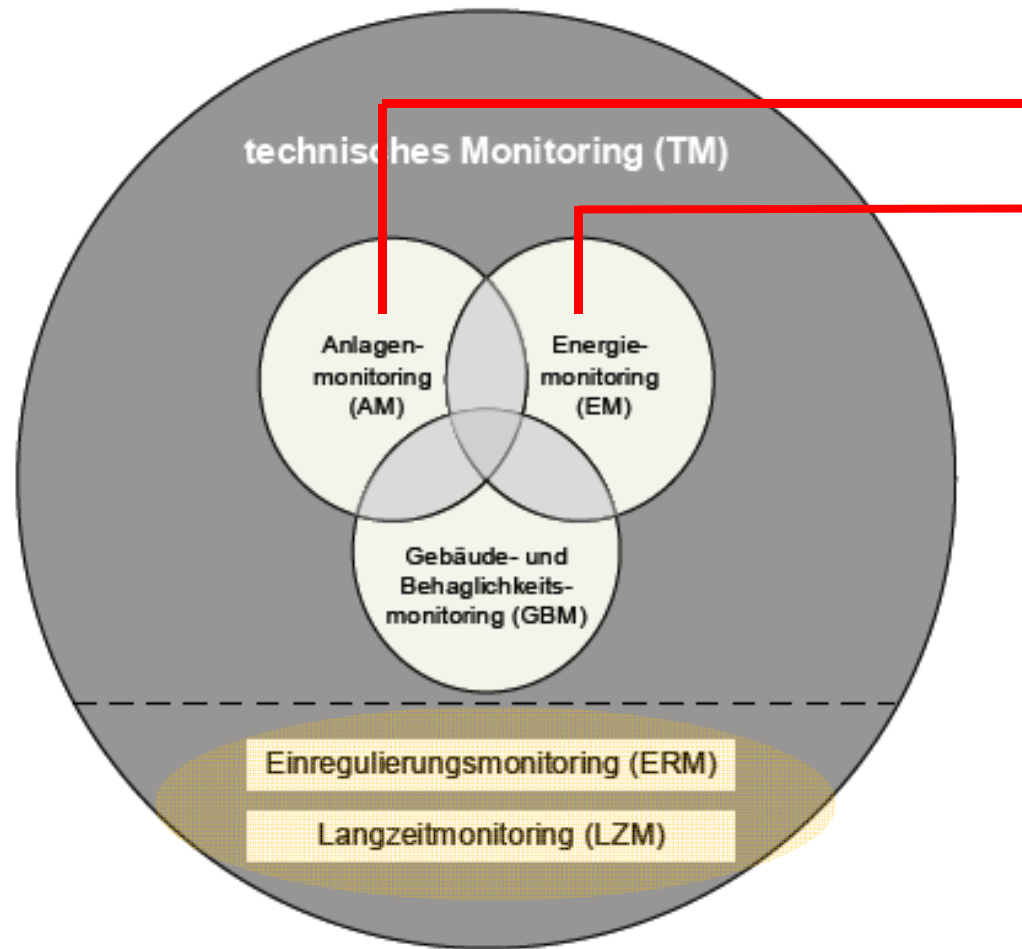 technisches Monitoring (TM)
Anlagen-
monitoring
(AM)
Energie-
monitoring
(EM)
Gebäude- und
Behaglichkeits-
monitoring (GBM)
Einregulierungsmonitoring (ERM)
Langzeitmonitoring (LZM)